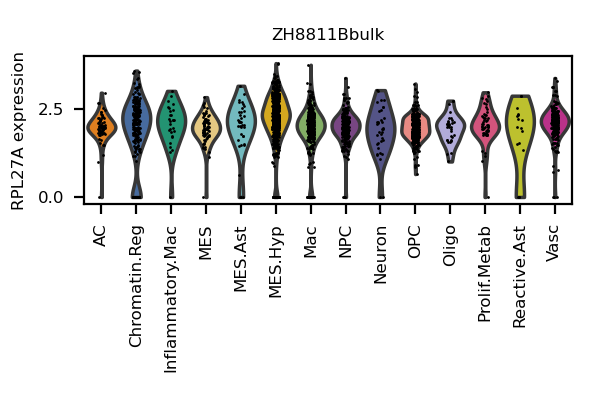 ZH8811Bbulk
RPL27A expression
2.5
0.0
AC
Chromatin.Reg
Inflammatory.Mac
MES
MES.Ast
MES.Hyp
Mac
NPC
Neuron
OPC
Oligo
Prolif.Metab
Reactive.Ast
Vasc